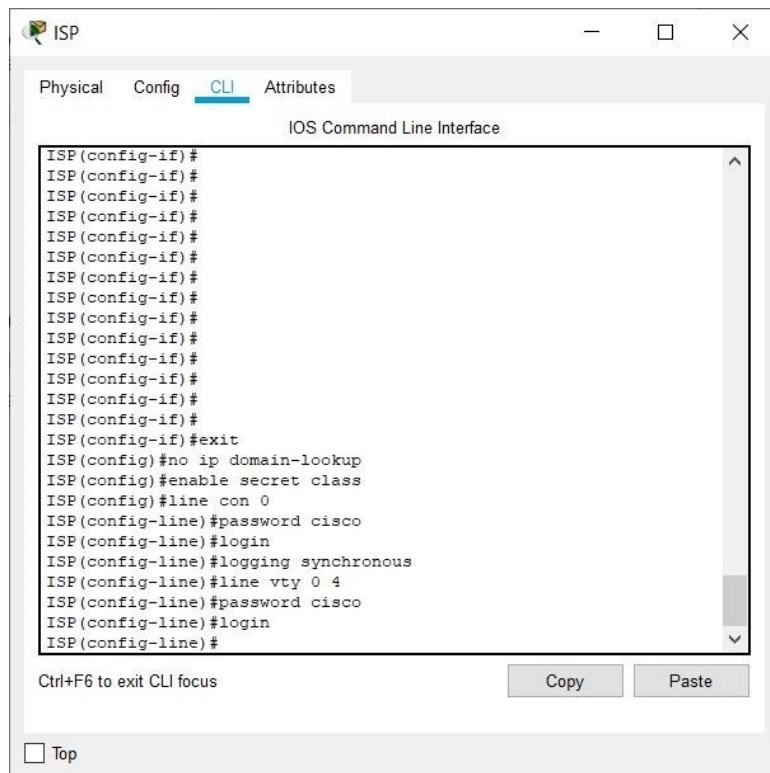 ISP
Physical Config CLI Attributes
IOS Command Line Interface
ISP(config-if)#
ISP(config-if)#
ISP(config-if)#
ISP(config-if)#
ISP(config-if)#
ISP(config-if)#
ISP(config-if)#
ISP(config-if)#
ISP(config-if)#
ISP(config-if)#
ISP(config-if)#
ISP(config-if)#
ISP(config-if)#
ISP(config-if)#
ISP(config-if)#exit
ISP(config)#no ip domain-lookup
ISP(config)#enable secret class
ISP(config)#line con 0
ISP(config-line)#password cisco
ISP(config-line)#login
ISP(config-line)#logging synchronous
ISP(config-line)#line vty 0 4
ISP(config-line)#password cisco
ISP(config-line)#login
ISP(config-line)#
Ctrl+F6 to exit CLI focus Copy Paste
Top